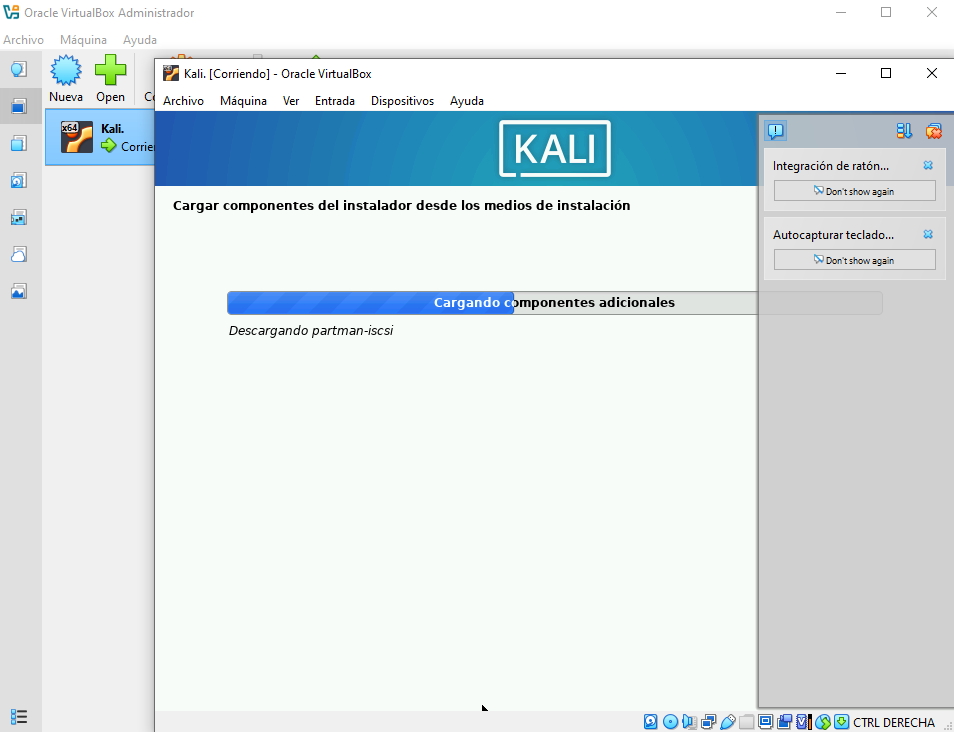 Oracle VirtualBox Administrador
Archivo Máquina Ayuda
Nueva Open
Kali. [Corriendo] - Oracle VirtualBox
Archivo Máquina Ver Entrada Dispositivos Ayuda
x64 Kali.
Corrie
KALI
Integración de ratón...
Don't show again
Autocapturar teclado...
Don't show again
Cargar componentes del instalador desde los medios de instalación
Cargando componentes adicionales
Descargando partman-iscsi
CTRL DERECHA